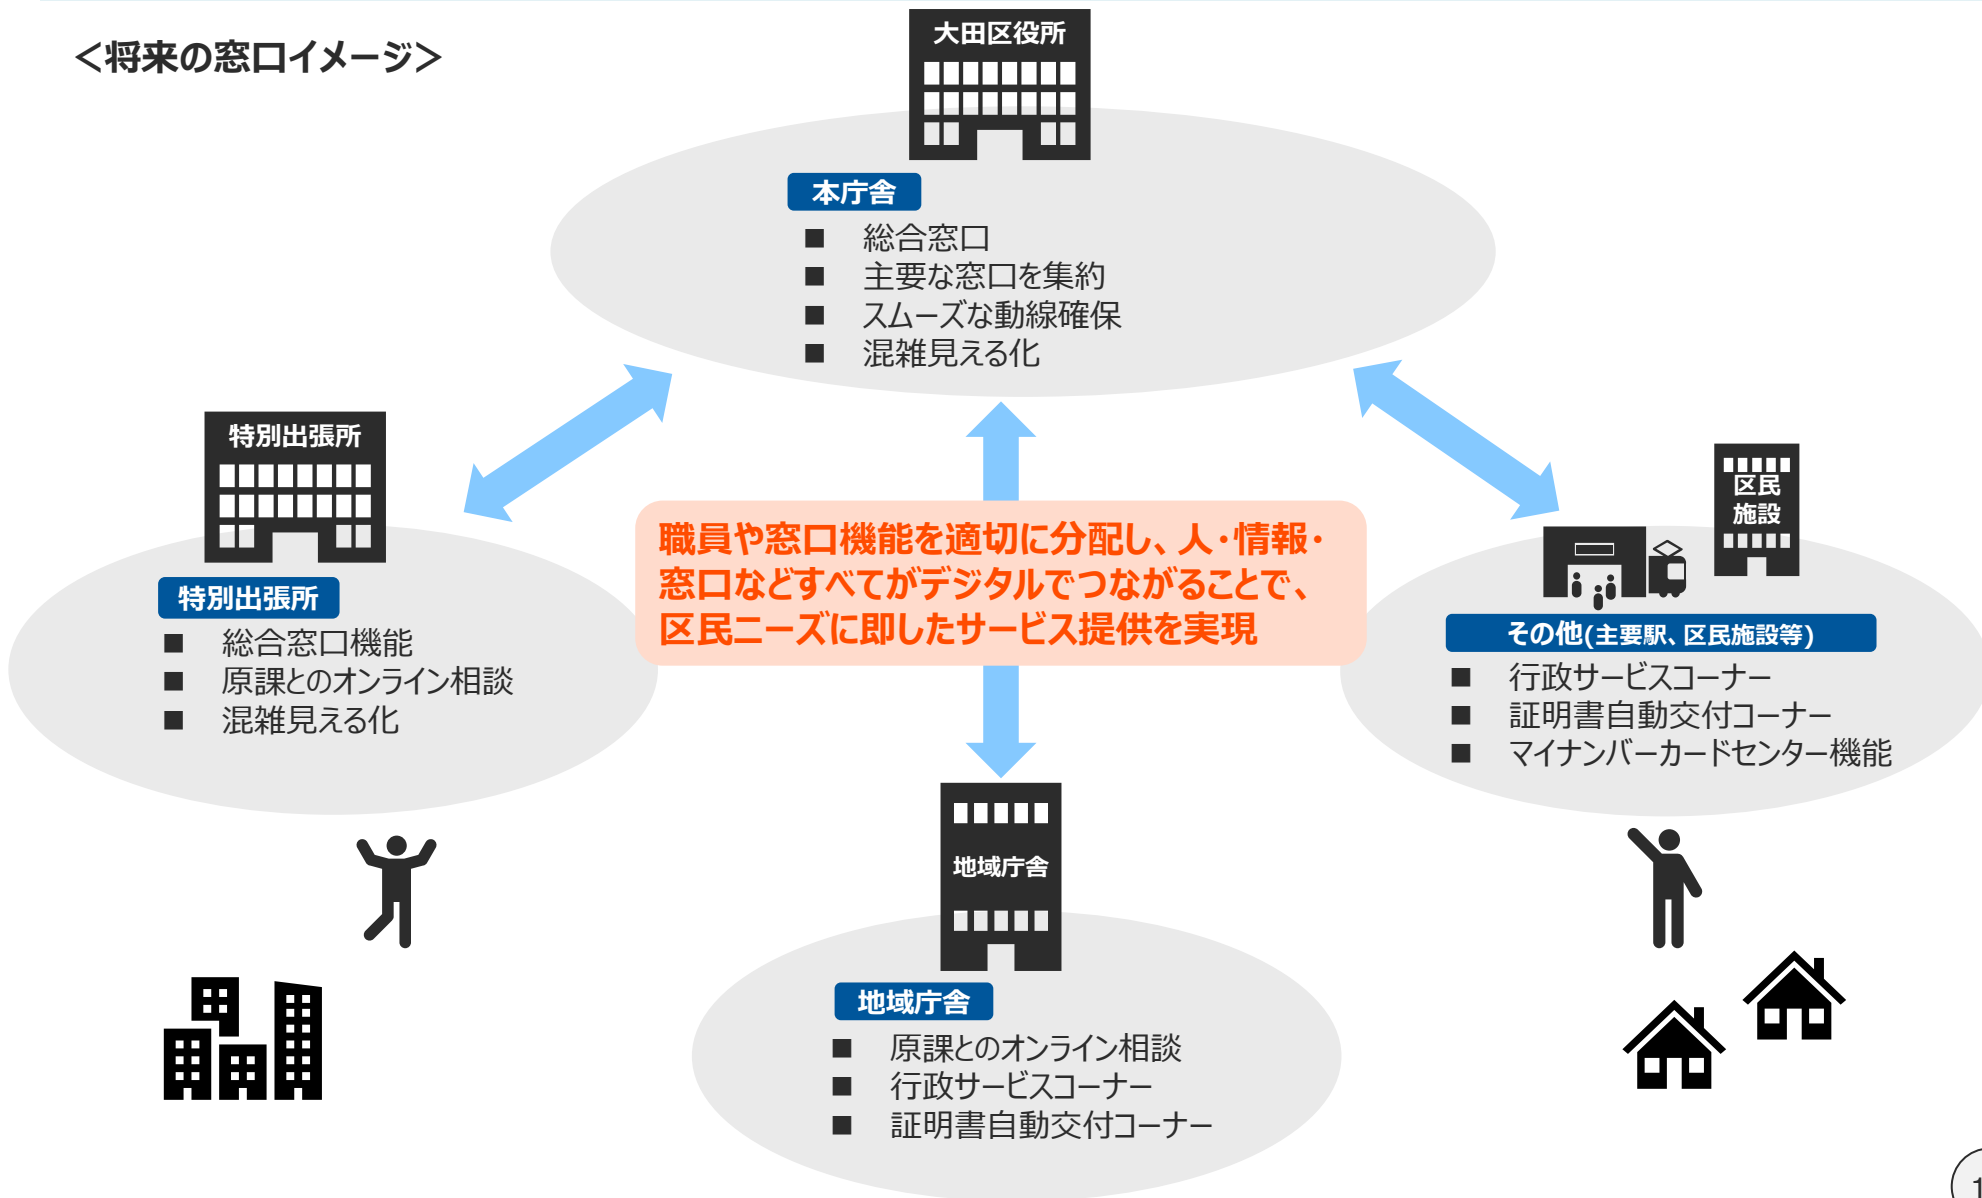 ＜将来の窓口イメージ＞
大田区役所
本庁舎
■ 総合窓口
■ 主要な窓口を集約
■ スムーズな動線確保
■ 混雑見える化
特別出張所
特別出張所
■ 総合窓口機能
■ 原課とのオンライン相談
■ 混雑見える化
職員や窓口機能を適切に分配し、人・情報・
窓口などすべてがデジタルでつながることで、
区民ニーズに即したサービス提供を実現
区民
施設
その他(主要駅、区民施設等)
■ 行政サービスコーナー
■ 証明書自動交付コーナー
■ マイナンバーカードセンター機能
地域庁舎
地域庁舎
■ 原課とのオンライン相談
■ 行政サービスコーナー
■ 証明書自動交付コーナー